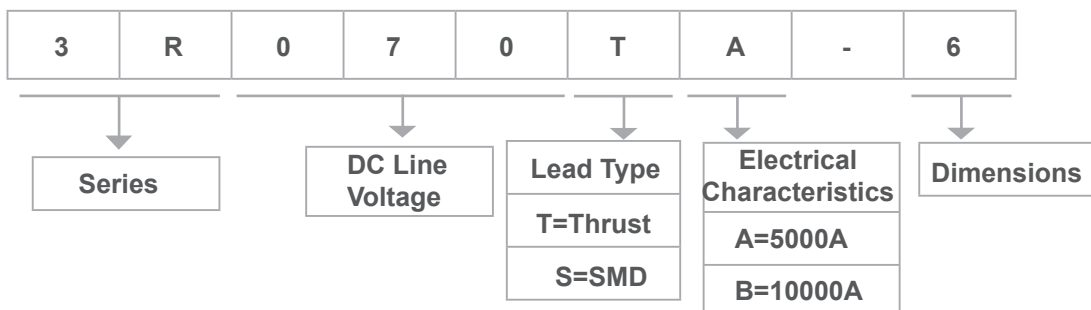 3 R 0 7 0 T A - 6
Series
DC Line
Voltage
Lead Type
T=Thrust
S=SMD
Electrical
Characteristics
A=5000A
B=10000A
Dimensions